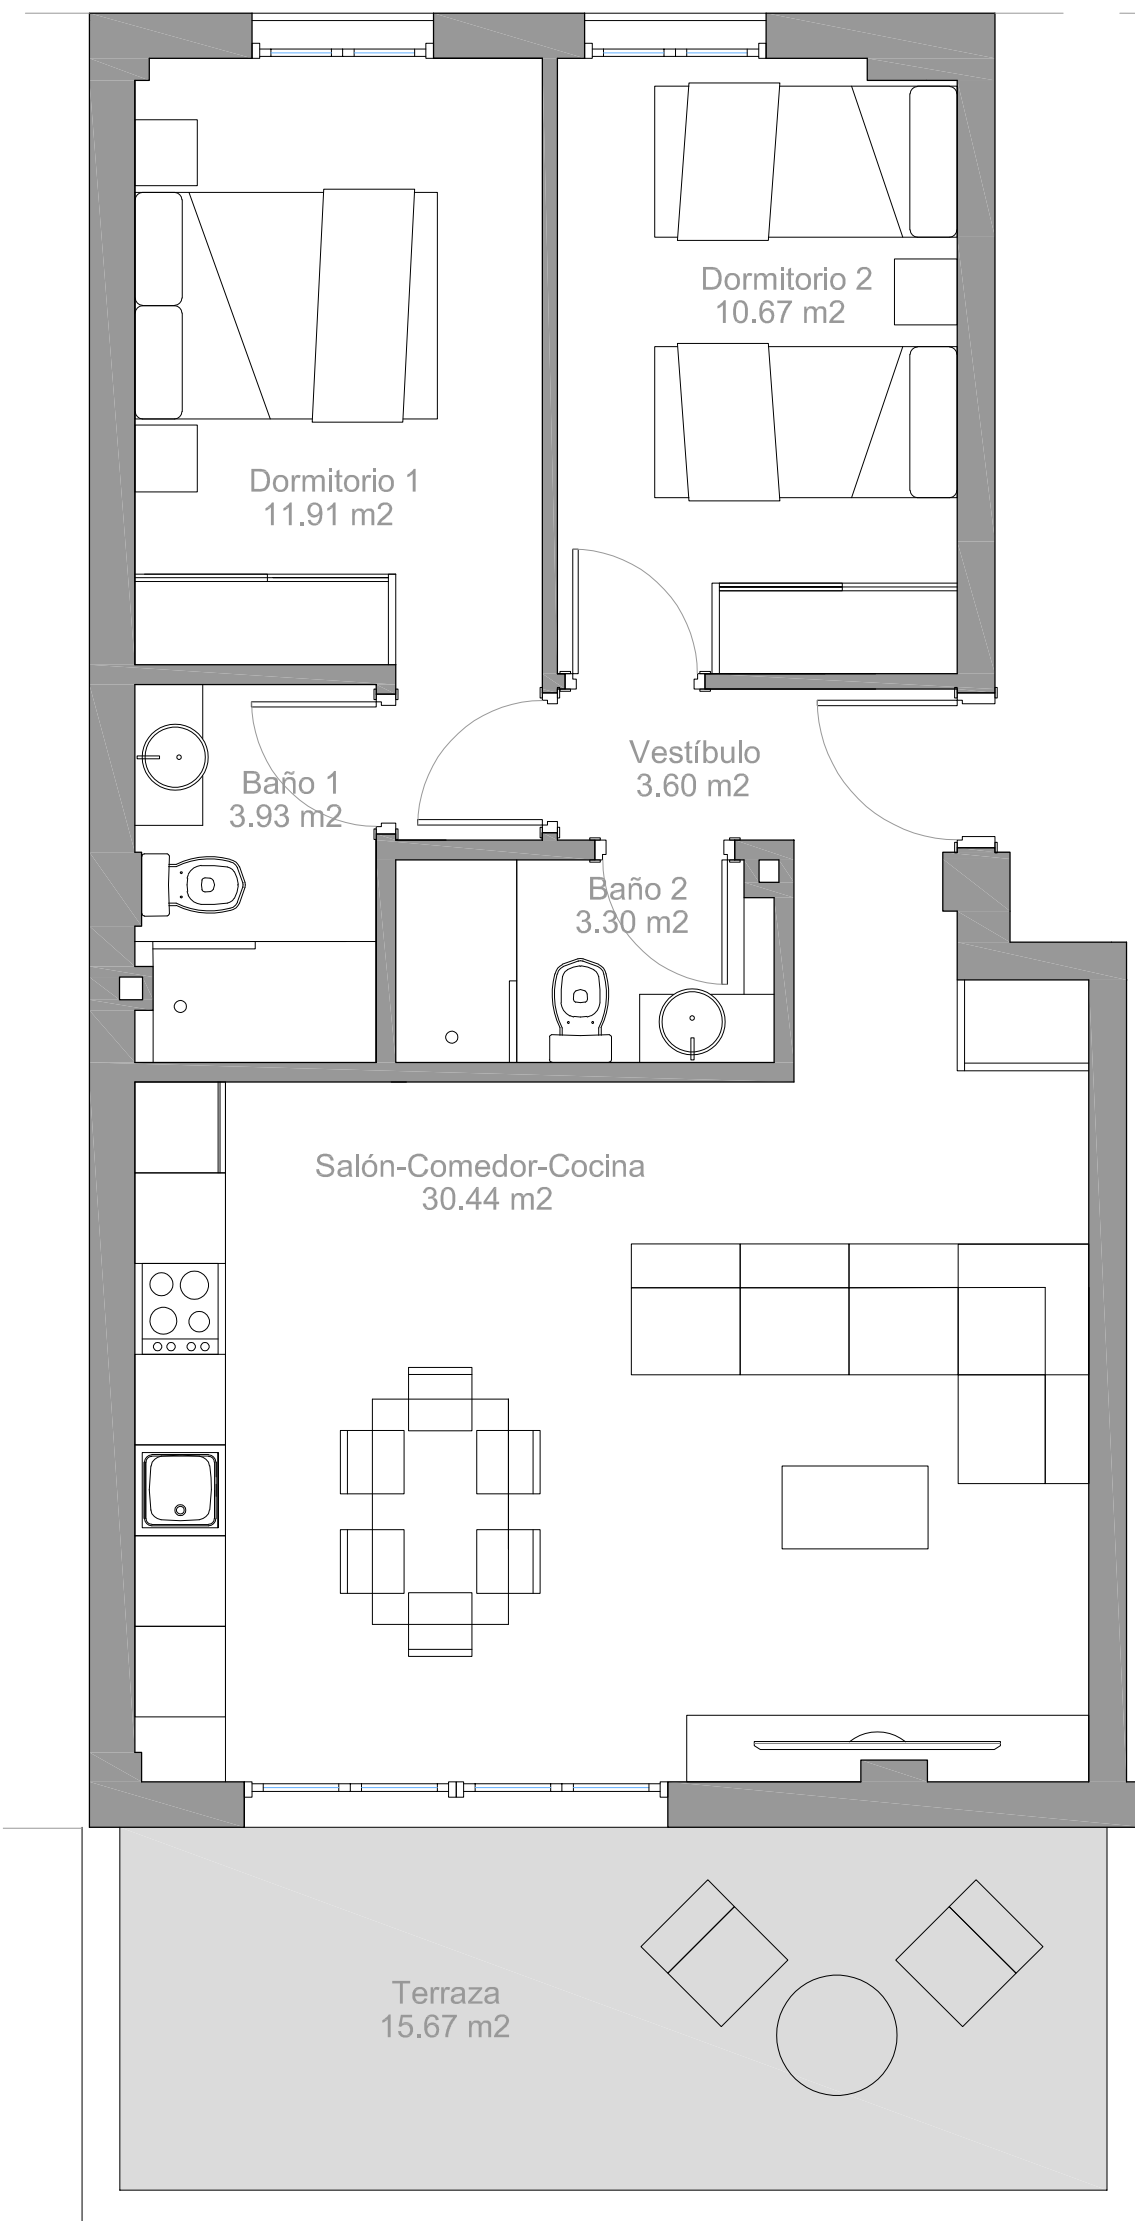 Dormitorio 2
10.67 m2
Dormitorio 1
11.91 m2
Vestíbulo
3.60 m2
Baño 1
3.93 m2
Baño 2
3.30 m2
Salón-Comedor-Cocina
30.44 m2
Terraza
15.67 m2